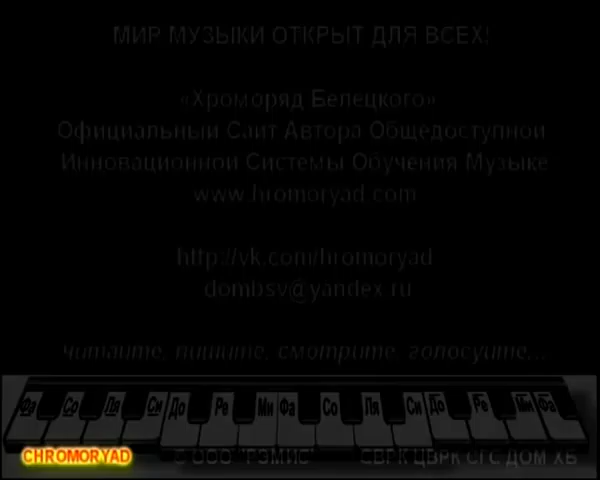 МИР МУЗЫКИ ОТКРЫТ ДЛЯ ВСЕХ!
«Хроморяд Белецкого»
Официальный Сайт Автора Общедоступной
Инновационной Системы Обучения Музыке
www.hromoryad.com
http://vk.com/hromoryad
dombsv@yandex.ru
читайте, пишите, смотрите, голосуйте...
Фа Со Ля Си До Ре Ми Фа Со Ля Си До Ре Ми Фа
CHROMORYAD С ООО "РЭМИС" СВРК ЦВРК СГС ДОМ ХБ